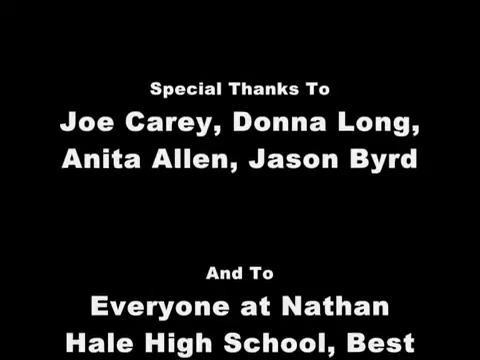 Special Thanks To
Joe Carey, Donna Long,
Anita Allen, Jason Byrd
And To
Everyone at Nathan
Hale High School, Best